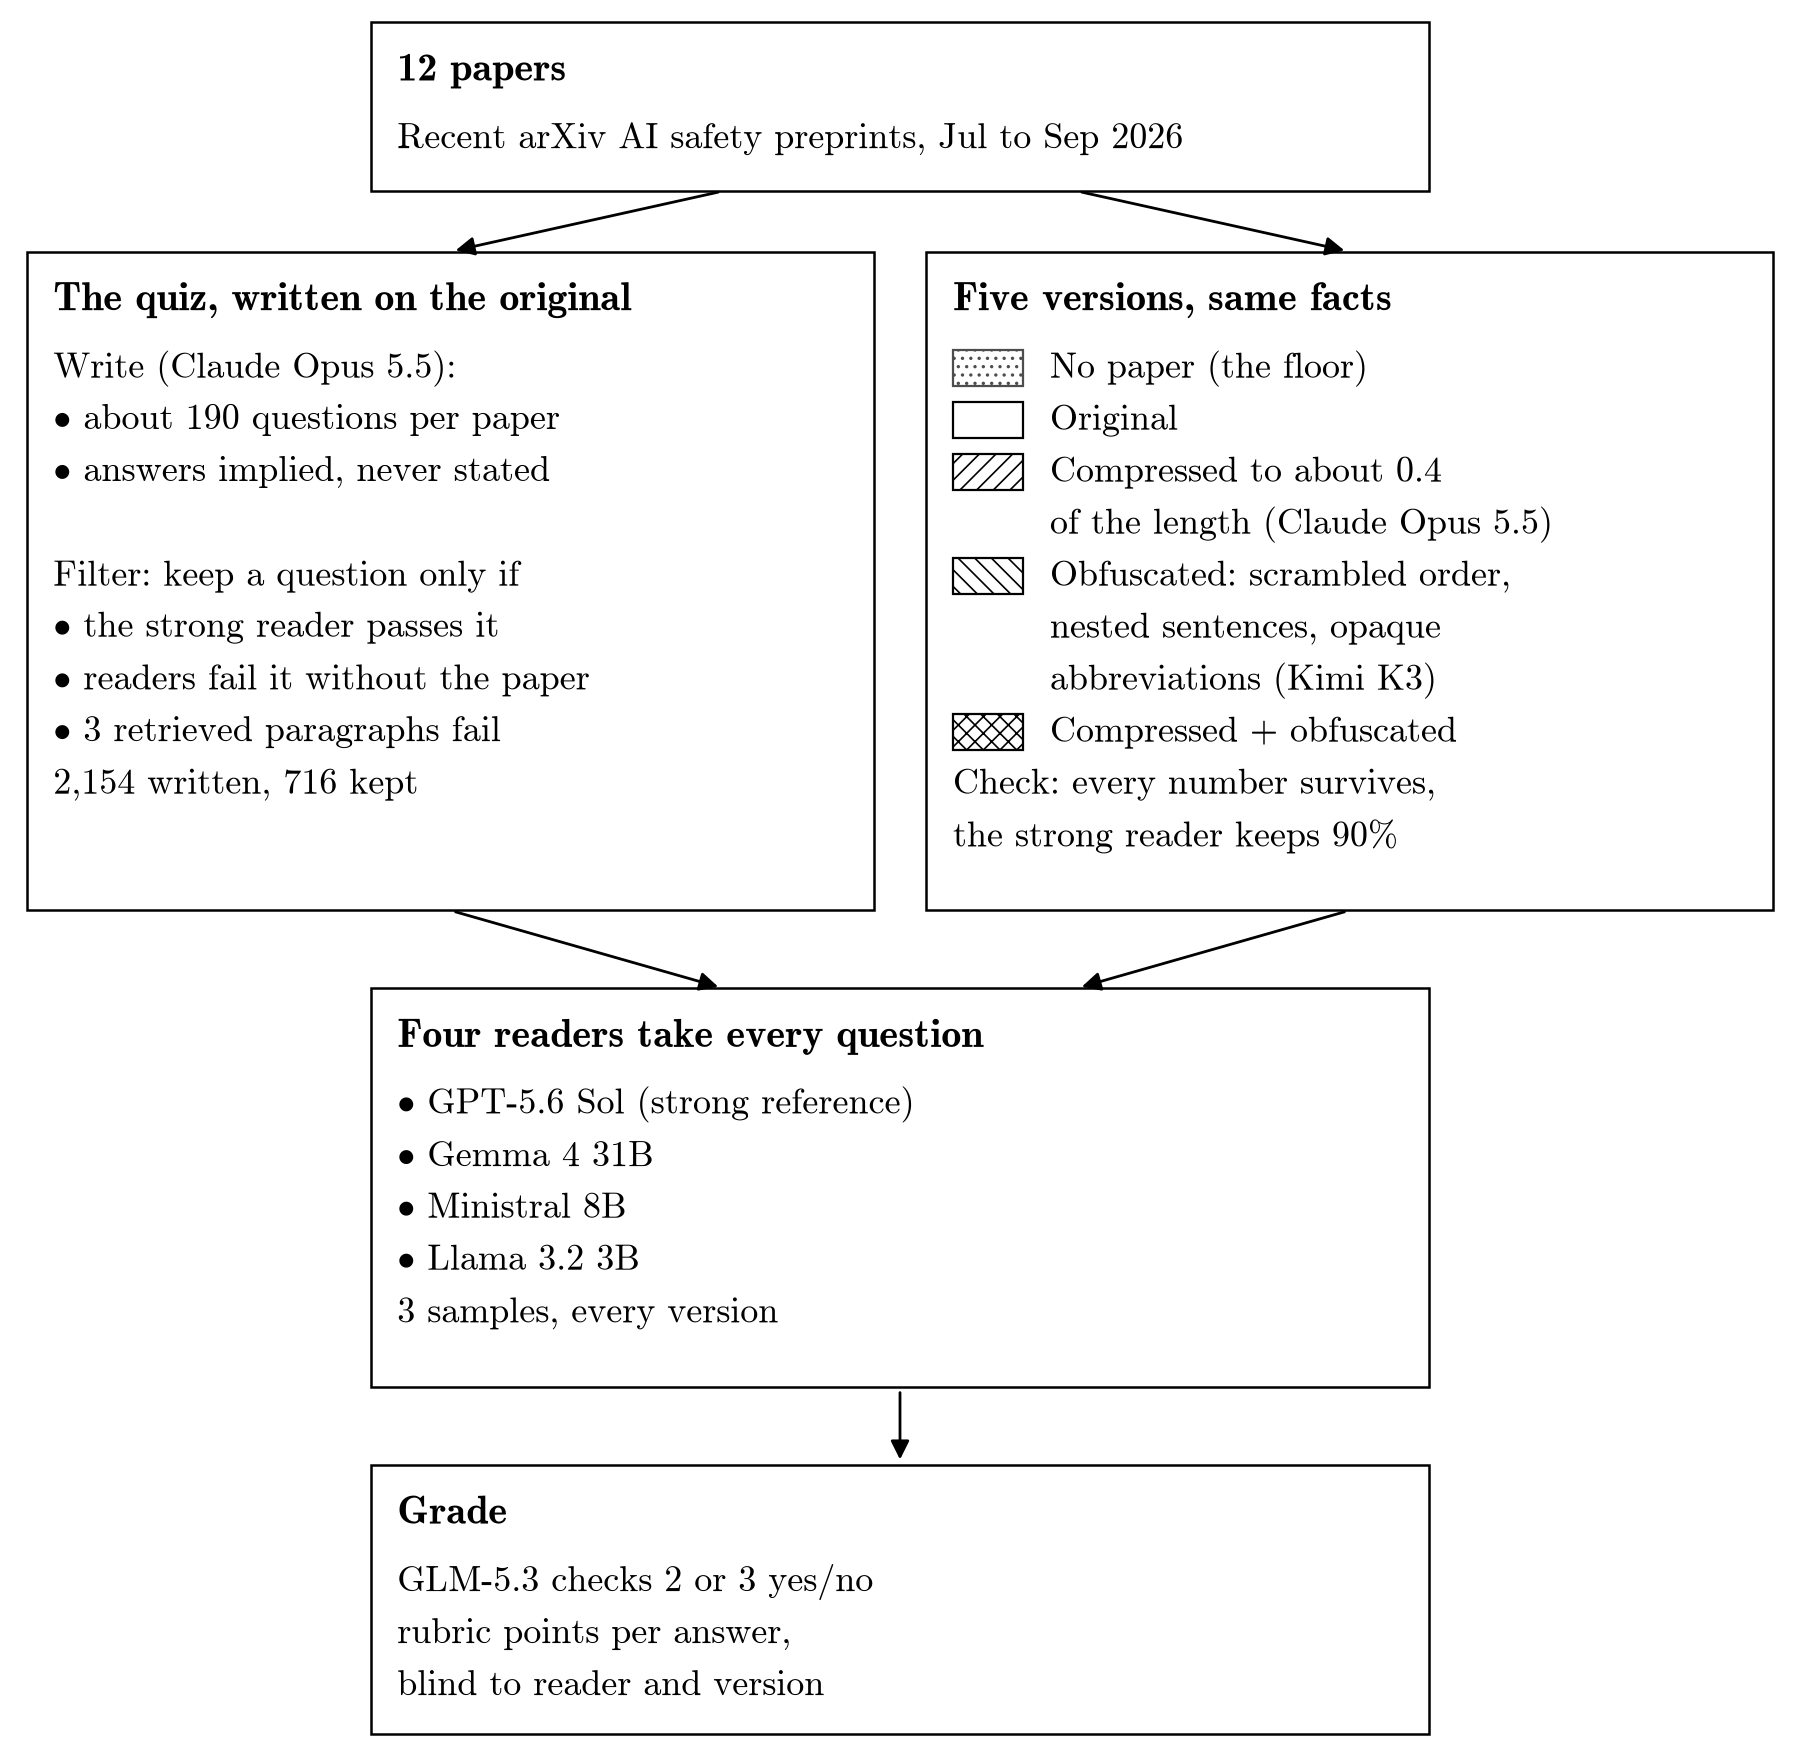 12 papers
Recent arXiv AI safety preprints, Jul to Sep 2026
The quiz, written on the original
Write (Claude Opus 5.5):
• about 190 questions per paper
• answers implied, never stated
Filter: keep a question only if
• the strong reader passes it
• readers fail it without the paper
• 3 retrieved paragraphs fail
2,154 written, 716 kept
Five versions, same facts
No paper (the floor)
Original
Compressed to about 0.4
of the length (Claude Opus 5.5)
Obfuscated: scrambled order,
nested sentences, opaque
abbreviations (Kimi K3)
Compressed + obfuscated
Check: every number survives,
the strong reader keeps 90%
Four readers take every question
• GPT-5.6 Sol (strong reference)
• Gemma 4 31B
• Ministral 8B
• Llama 3.2 3B
3 samples, every version
Grade
GLM-5.3 checks 2 or 3 yes/no
rubric points per answer,
blind to reader and version